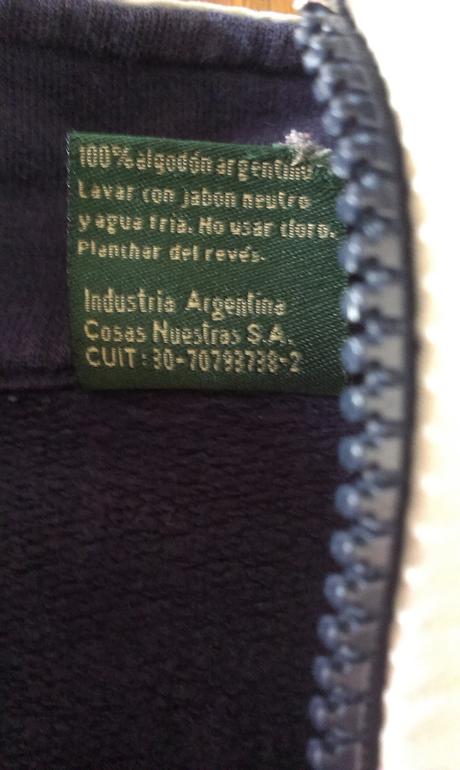 100% algodón argentino
Lavar con jabon neutro
y agua fria. No usar cloro.
Planchar del revés.
Industria Argentina
Cosas Nuestras S.A.
CUIT: 30-70793738-2